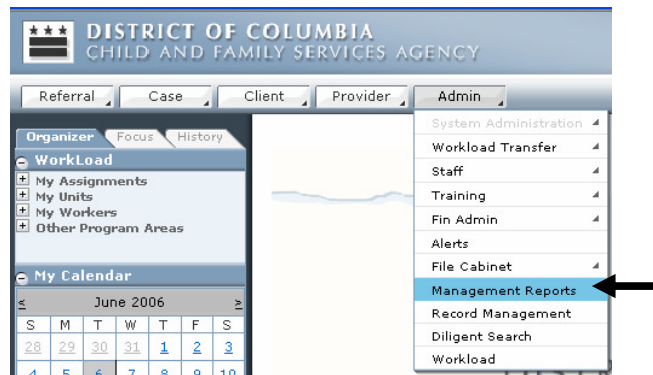 DISTRICT OF COLUMBIA
CHILD AND FAMILY SERVICES AGENCY
Referral Case Client Provider Admin
Organizer Focus History
WorkLoad
My Assignments
My Units
My Workers
Other Program Areas
My Calendar
< June 2006 >
S M T W T F S
28 29 30 31 1 2 3
4 5 6 7 8 9 10
System Administration
Workload Transfer
Staff
Training
Fin Admin
Alerts
File Cabinet
Management Reports
Record Management
Diligent Search
Workload